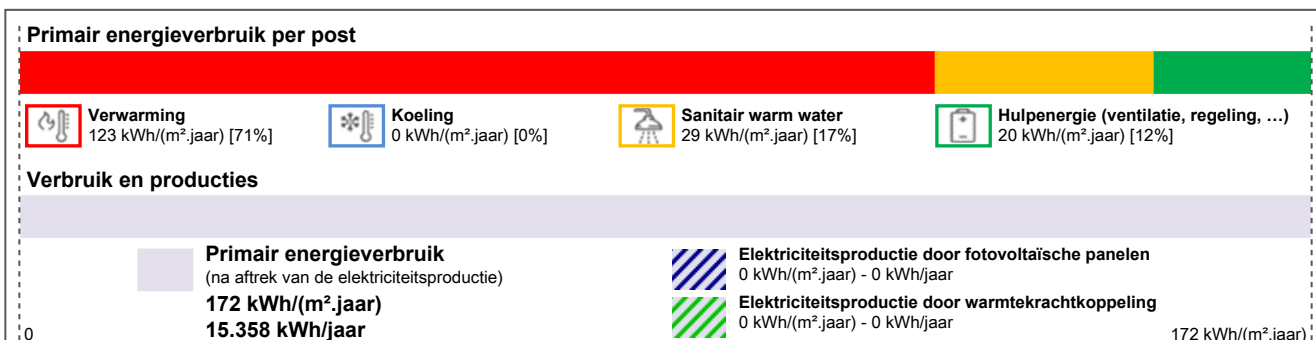 Primair energieverbruik per post
Verwarming
123 kWh/(m².jaar) [71%]
Koeling
0 kWh/(m².jaar) [0%]
Sanitair warm water
29 kWh/(m².jaar) [17%]
Hulpenergie (ventilatie, regeling, …)
20 kWh/(m².jaar) [12%]
Verbruik en producties
Primair energieverbruik
(na aftrek van de elektriciteitsproductie)
172 kWh/(m².jaar)
15.358 kWh/jaar
Elektriciteitsproductie door fotovoltaïsche panelen
0 kWh/(m².jaar) - 0 kWh/jaar
Elektriciteitsproductie door warmtekrachtkoppeling
0 kWh/(m².jaar) - 0 kWh/jaar
0
172 kWh/(m².jaar)